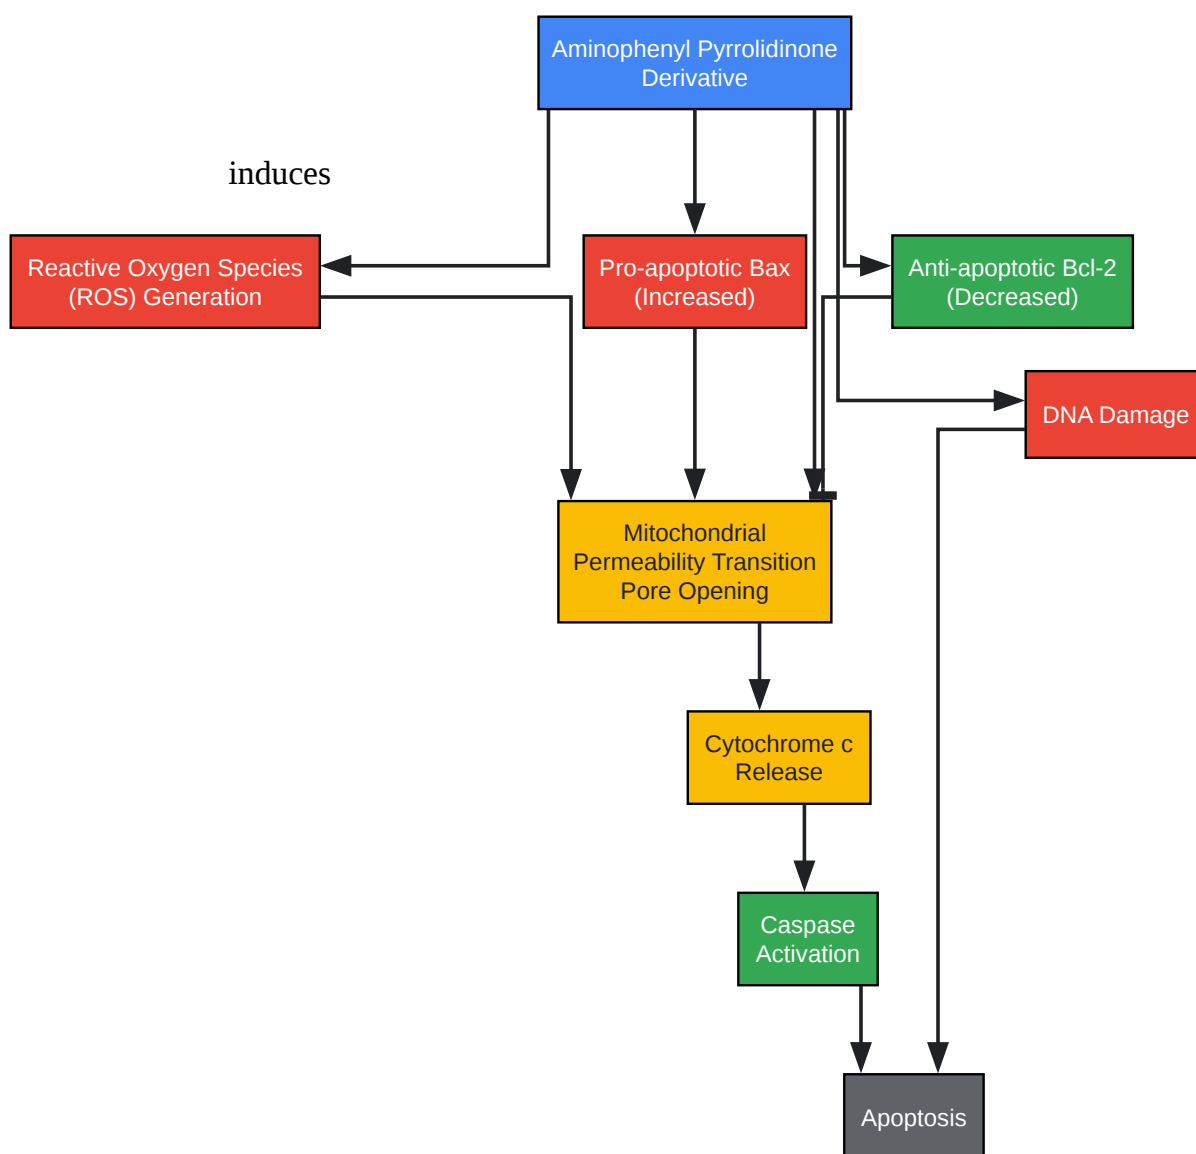 Aminophenyl Pyrrolidinone
Derivative
induces
Reactive Oxygen Species
(ROS) Generation
Pro-apoptotic Bax
(Increased)
Anti-apoptotic Bcl-2
(Decreased)
DNA Damage
Mitochondrial
Permeability Transition
Pore Opening
Cytochrome c
Release
Caspase
Activation
Apoptosis